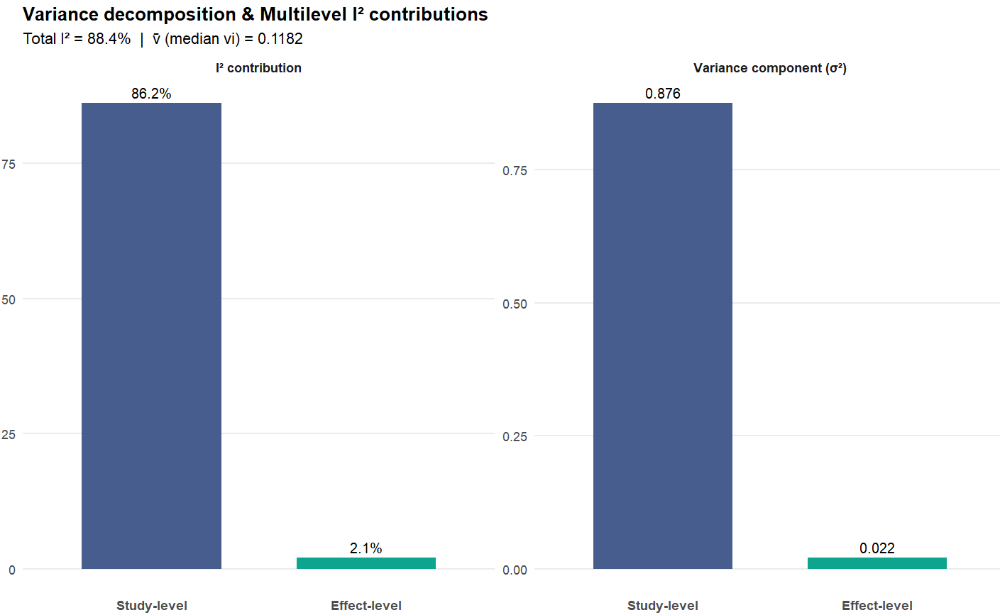 Variance decomposition & Multilevel I² contributions
Total I² = 88.4%  |  v̄ (median vi) = 0.1182
I² contribution
86.2%
75
50
25
2.1%
0
Study-level
Effect-level
Variance component (σ²)
0.876
0.75
0.50
0.25
0.022
0.00
Study-level
Effect-level